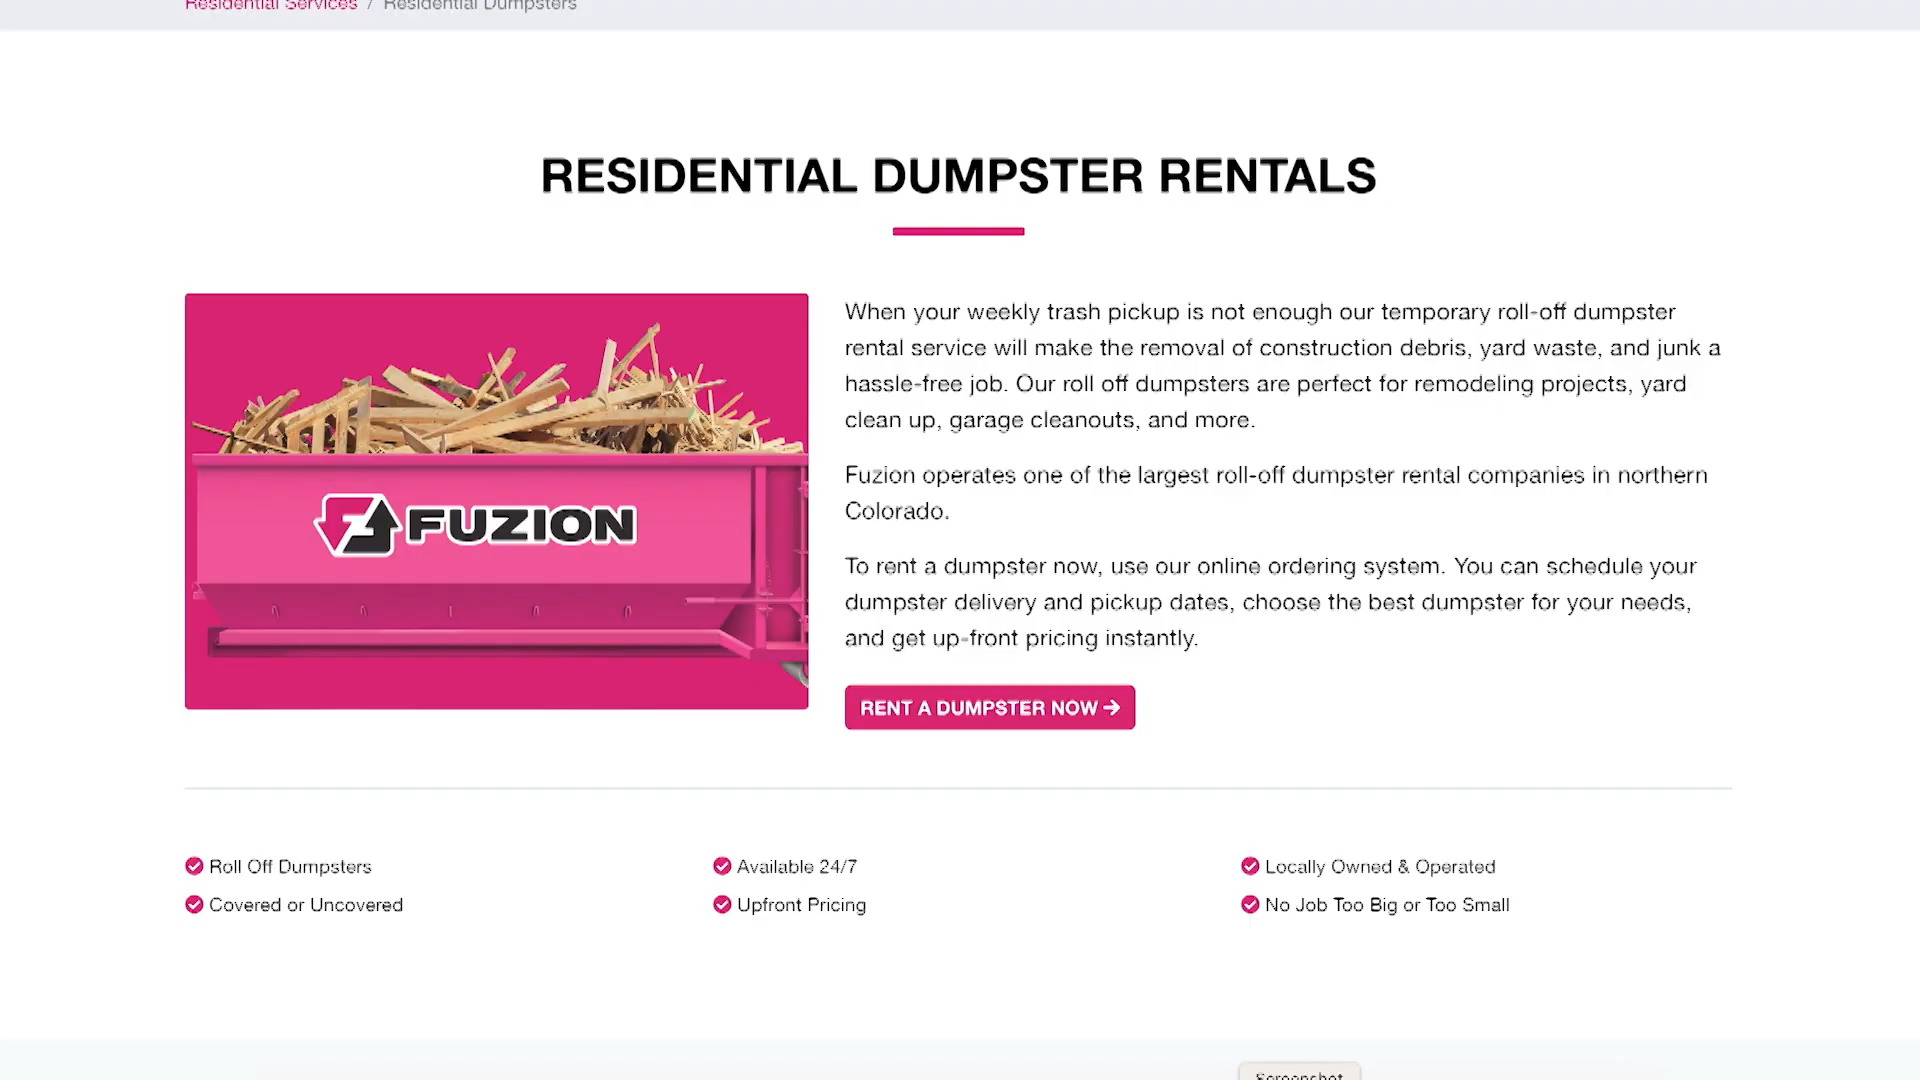 Residential Services / Residential Dumpsters
RESIDENTIAL DUMPSTER RENTALS
FUZION
When your weekly trash pickup is not enough our temporary roll-off dumpster
rental service will make the removal of construction debris, yard waste, and junk a
hassle-free job. Our roll off dumpsters are perfect for remodeling projects, yard
clean up, garage cleanouts, and more.
Fuzion operates one of the largest roll-off dumpster rental companies in northern
Colorado.
To rent a dumpster now, use our online ordering system. You can schedule your
dumpster delivery and pickup dates, choose the best dumpster for your needs,
and get up-front pricing instantly.
RENT A DUMPSTER NOW →
Roll Off Dumpsters
Available 24/7
Locally Owned & Operated
Covered or Uncovered
Upfront Pricing
No Job Too Big or Too Small
Screenshot